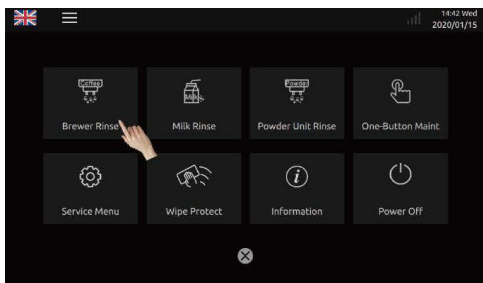 14:42 Wed
2020/01/15
Coffee
Milk
Powder
Brewer Rinse
Milk Rinse
Powder Unit Rinse
One-Button Maint.
i
Service Menu
Wipe Protect
Information
Power Off